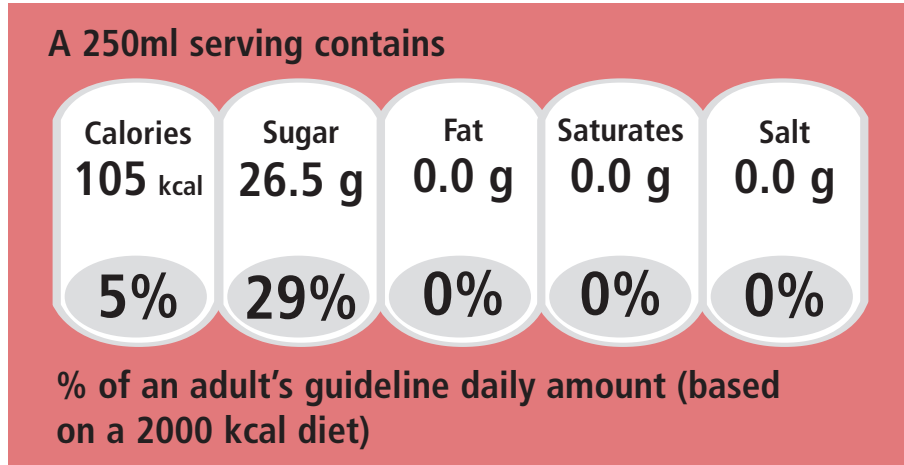 A 250ml serving contains
Calories Sugar Fat Saturates Salt
105 kcal 26.5 g 0.0 g 0.0 g 0.0 g
5% 29% 0% 0% 0%
% of an adult's guideline daily amount (based
on a 2000 kcal diet)